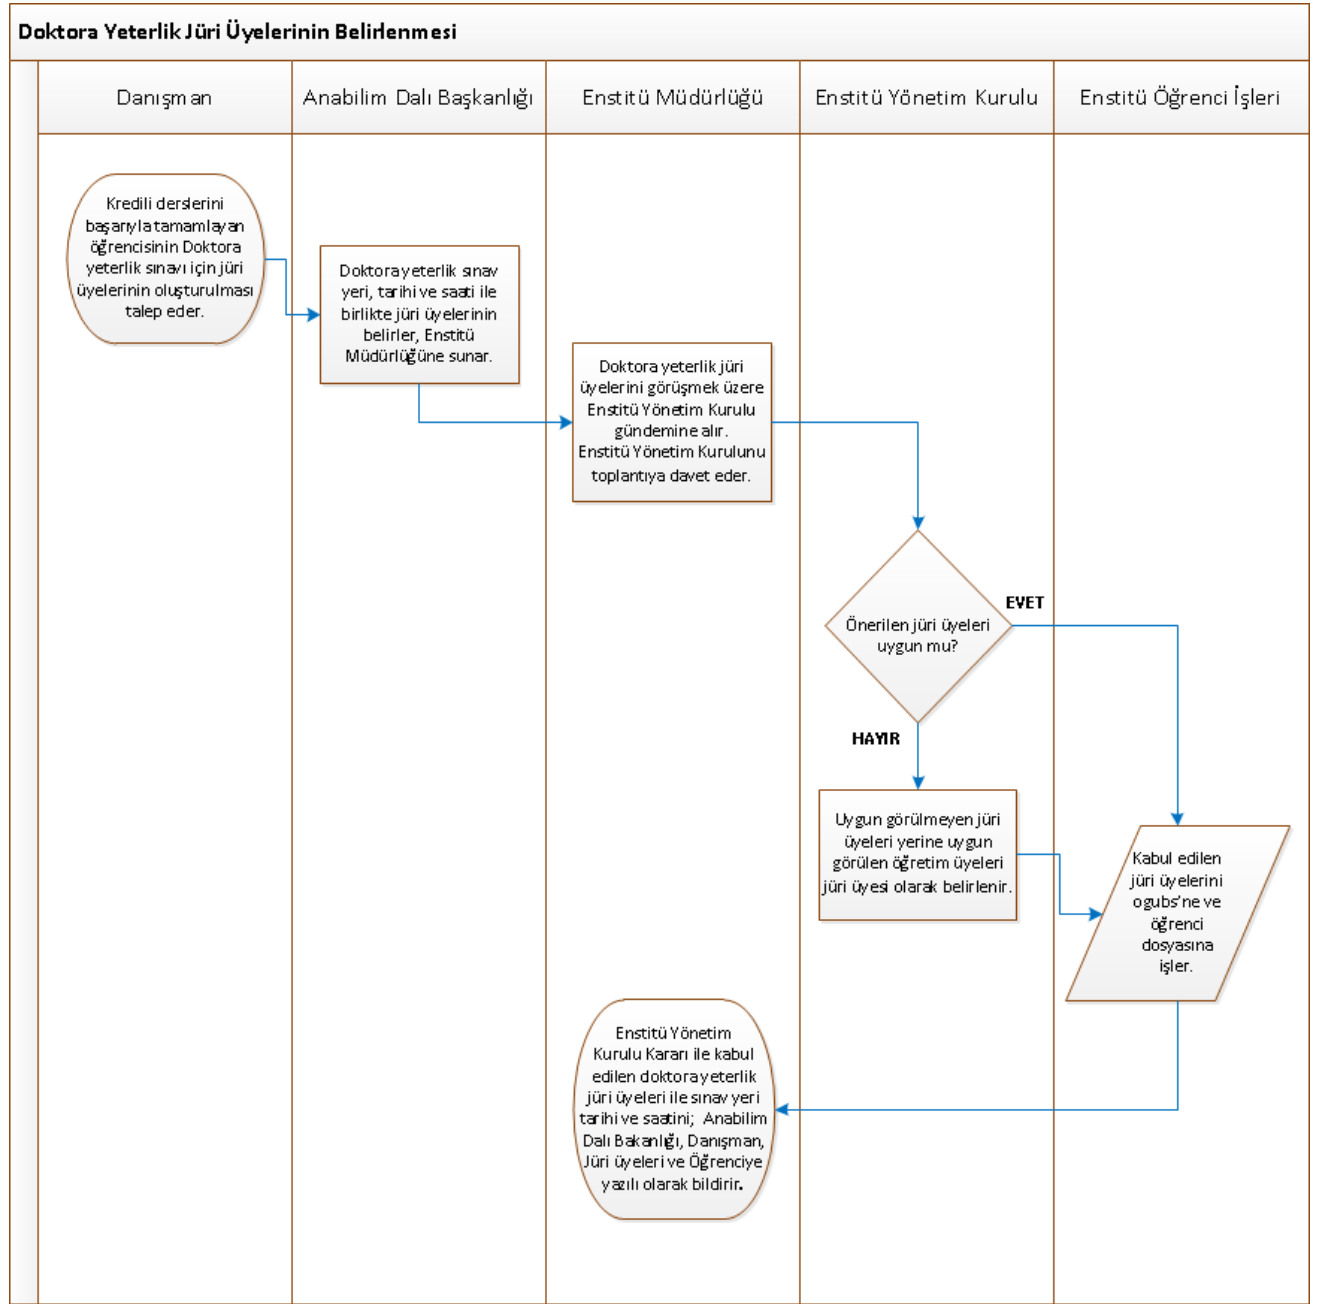 Doktora Yeterlik Jüri Üyelerinin Belirlenmesi
Danışman
Anabilim Dalı Başkanlığı
Enstitü Müdürlüğü
Enstitü Yönetim Kurulu
Enstitü Öğrenci İşleri
Kredili derslerini
başarıyla tamamlayan
öğrencisinin Doktora
yeterlik sınavı için jüri
üyelerinin oluşturulması
talep eder.
Doktora yeterlik sınav
yeri, tarihi ve saati ile
birlikte jüri üyelerinin
belirler, Enstitü
Müdürlüğüne sunar.
Doktora yeterlik jüri
üyelerini görüşmek üzere
Enstitü Yönetim Kurulu
gündemine alır.
Enstitü Yönetim Kurulunu
toplantıya davet eder.
Önerilen jüri üyeleri
uygun mu?
EVET
HAYIR
Uygun görülmeyen jüri
üyeleri yerine uygun
görülen öğretim üyeleri
jüri üyesi olarak belirlenir.
Kabul edilen
jüri üyelerini
ogubs'ne ve
öğrenci
dosyasına
işler.
Enstitü Yönetim
Kurulu Kararı ile kabul
edilen doktora yeterlik
jüri üyeleri ile sınav yeri
tarihi ve saatini; Anabilim
Dalı Bakanlığı, Danışman,
Jüri üyeleri ve Öğrenciye
yazılı olarak bildirir.